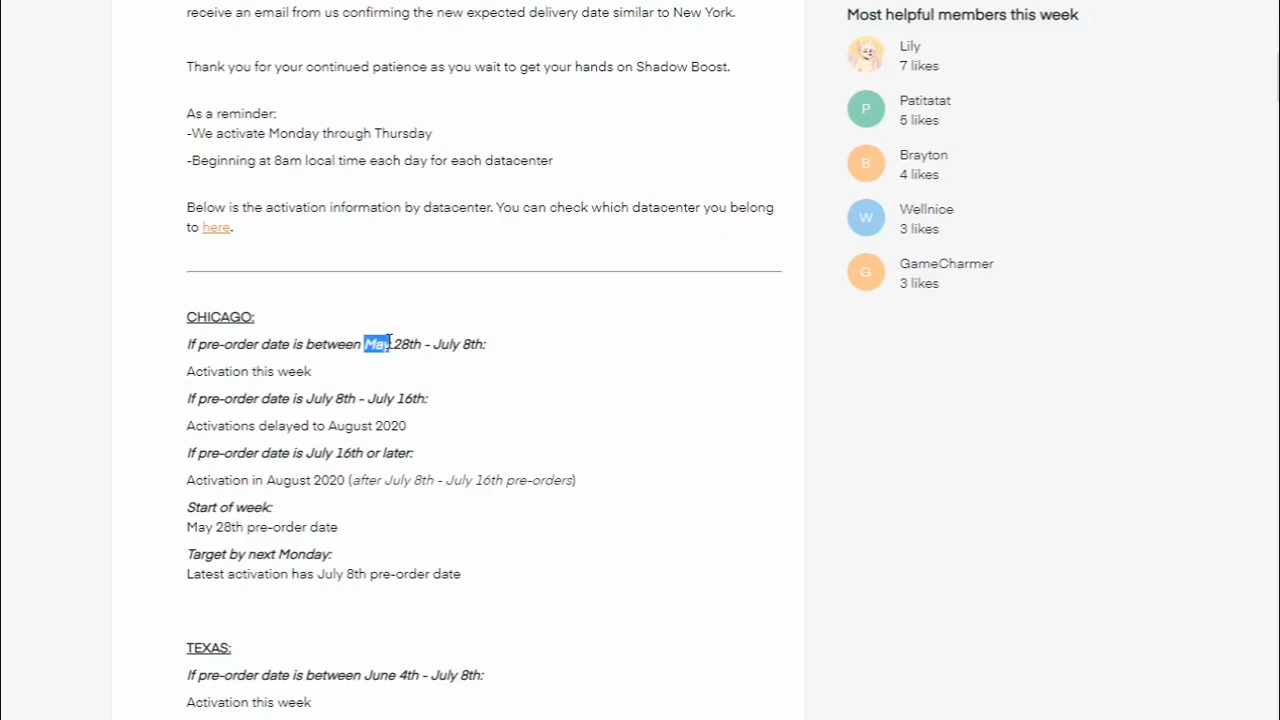 receive an email from us confirming the new expected delivery date similar to New York.
Thank you for your continued patience as you wait to get your hands on Shadow Boost.
As a reminder:
-We activate Monday through Thursday
-Beginning at 8am local time each day for each datacenter
Below is the activation information by datacenter. You can check which datacenter you belong
to here.
CHICAGO:
If pre-order date is between May 28th - July 8th:
Activation this week
If pre-order date is July 8th - July 16th:
Activations delayed to August 2020
If pre-order date is July 16th or later:
Activation in August 2020 (after July 8th - July 16th pre-orders)
Start of week:
May 28th pre-order date
Target by next Monday:
Latest activation has July 8th pre-order date
TEXAS:
If pre-order date is between June 4th - July 8th:
Activation this week
Most helpful members this week
Lily
7 likes
P
Patitatat
5 likes
B
Brayton
4 likes
W
Wellnice
3 likes
G
GameCharmer
3 likes